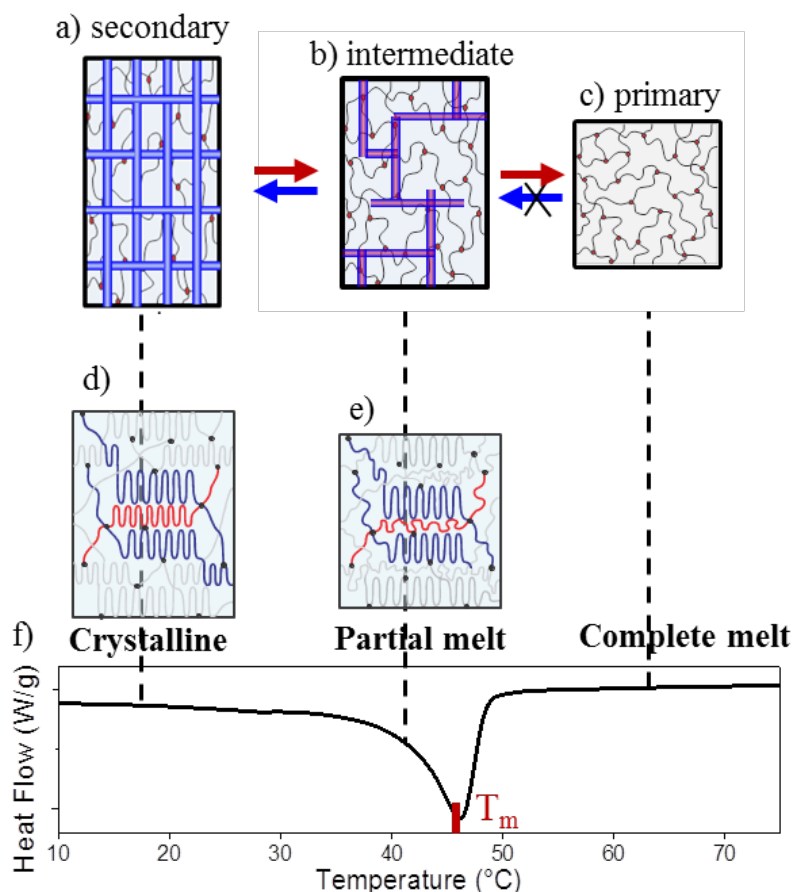 a) secondary
b) intermediate
c) primary
d)
e)
f)
Crystalline
Partial melt
Complete melt
Heat Flow (W/g)
Tm
10
20
30
40
50
60
70
Temperature (°C)